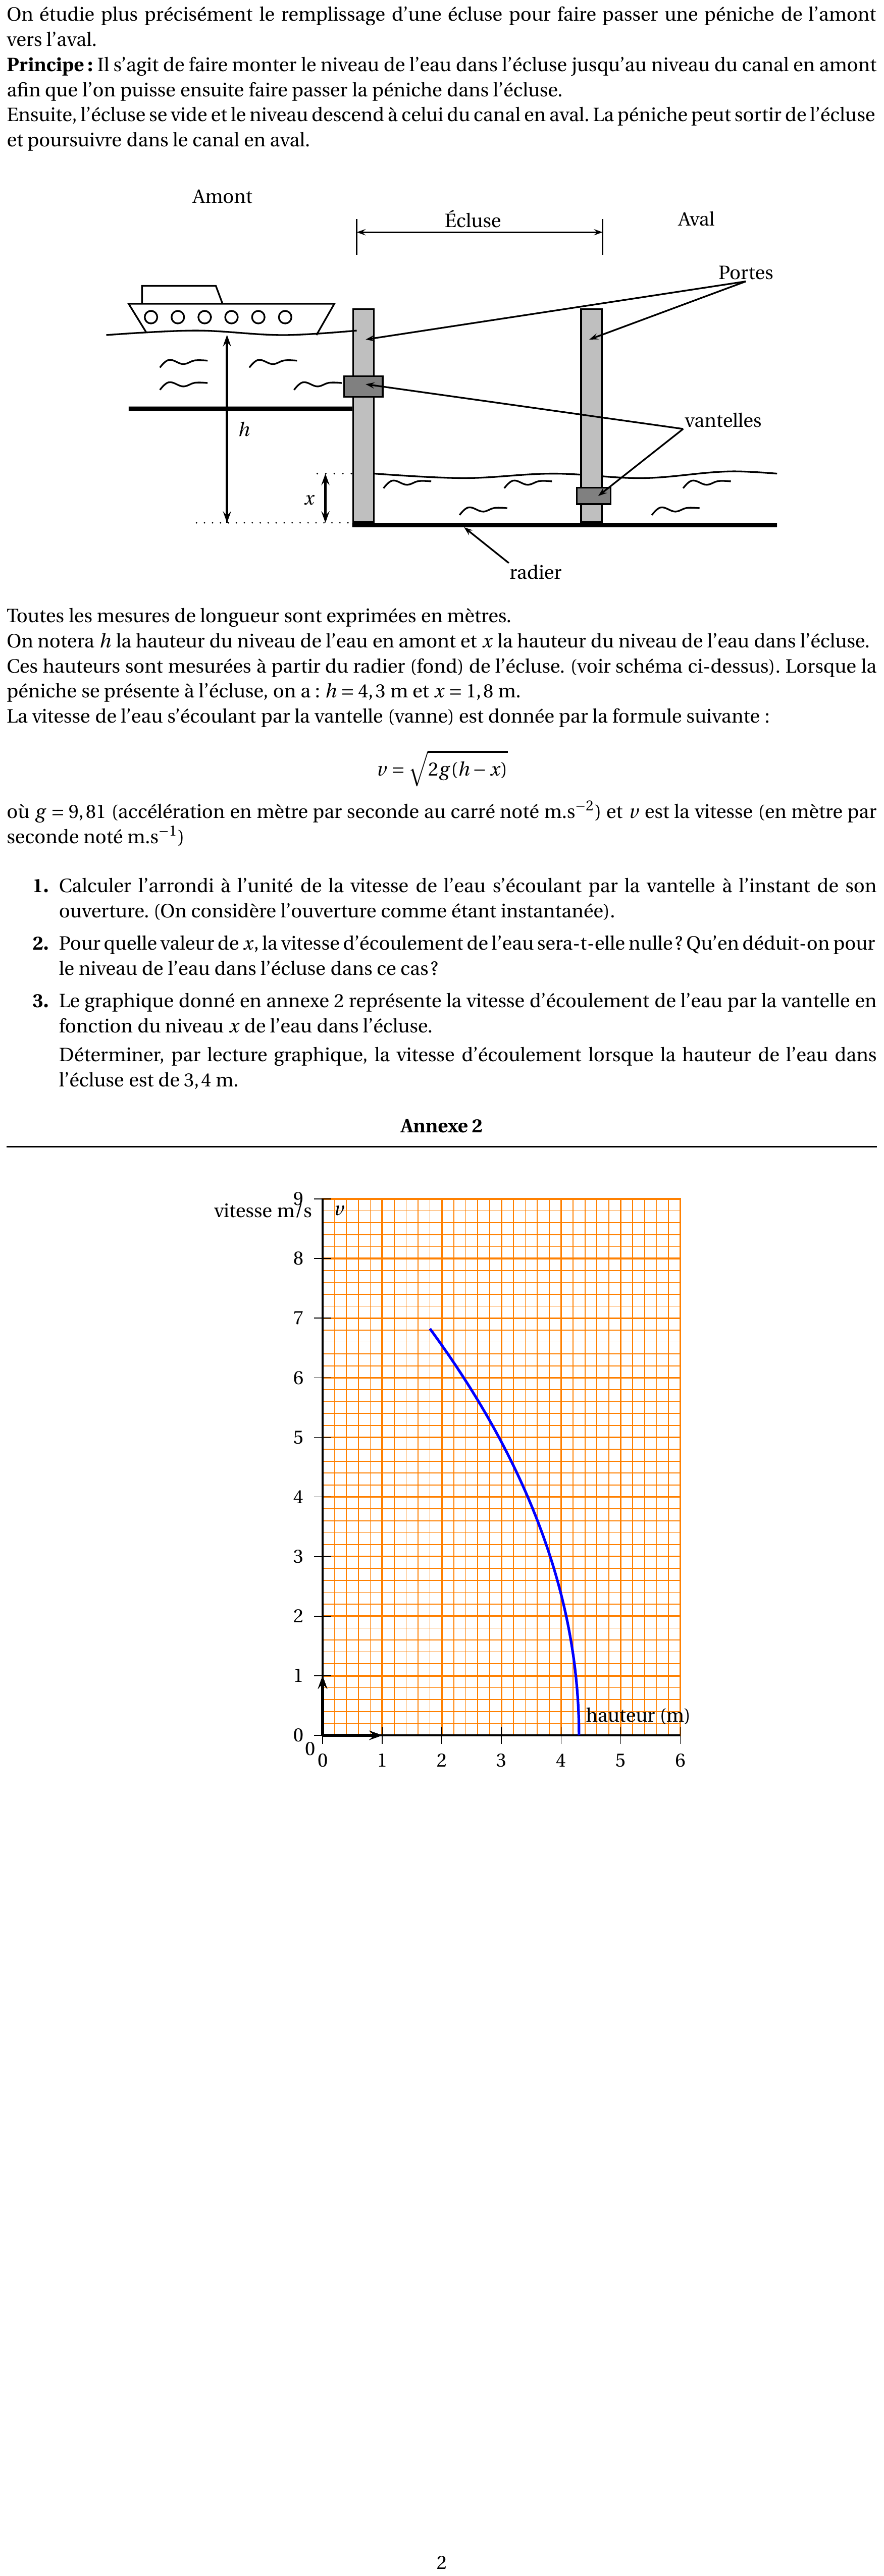 On étudie plus précisément le remplissage d'une écluse pour faire passer une péniche de l'amont
vers l'aval.
Principe : Il s'agit de faire monter le niveau de l'eau dans l'écluse jusqu'au niveau du canal en amont
afin que l'on puisse ensuite faire passer la péniche dans l'écluse.
Ensuite, l'écluse se vide et le niveau descend à celui du canal en aval. La péniche peut sortir de l'écluse
et poursuivre dans le canal en aval.
Amont
Écluse
Aval
Portes
vantelles
h
x
radier
Toutes les mesures de longueur sont exprimées en mètres.
On notera h la hauteur du niveau de l'eau en amont et x la hauteur du niveau de l'eau dans l'écluse.
Ces hauteurs sont mesurées à partir du radier (fond) de l'écluse. (voir schéma ci-dessus). Lorsque la
péniche se présente à l'écluse, on a : h = 4,3 m et x = 1,8 m.
La vitesse de l'eau s'écoulant par la vantelle (vanne) est donnée par la formule suivante :
v = √2g(h − x)
où g = 9,81 (accélération en mètre par seconde au carré noté m.s⁻²) et v est la vitesse (en mètre par
seconde noté m.s⁻¹)
1. Calculer l'arrondi à l'unité de la vitesse de l'eau s'écoulant par la vantelle à l'instant de son
ouverture. (On considère l'ouverture comme étant instantanée).
2. Pour quelle valeur de x, la vitesse d'écoulement de l'eau sera-t-elle nulle ? Qu'en déduit-on pour
le niveau de l'eau dans l'écluse dans ce cas ?
3. Le graphique donné en annexe 2 représente la vitesse d'écoulement de l'eau par la vantelle en
fonction du niveau x de l'eau dans l'écluse.
Déterminer, par lecture graphique, la vitesse d'écoulement lorsque la hauteur de l'eau dans
l'écluse est de 3,4 m.
Annexe 2
9
vitesse m/s v
8
7
6
5
4
3
2
1
hauteur (m)
0
0
0 1 2 3 4 5 6
2